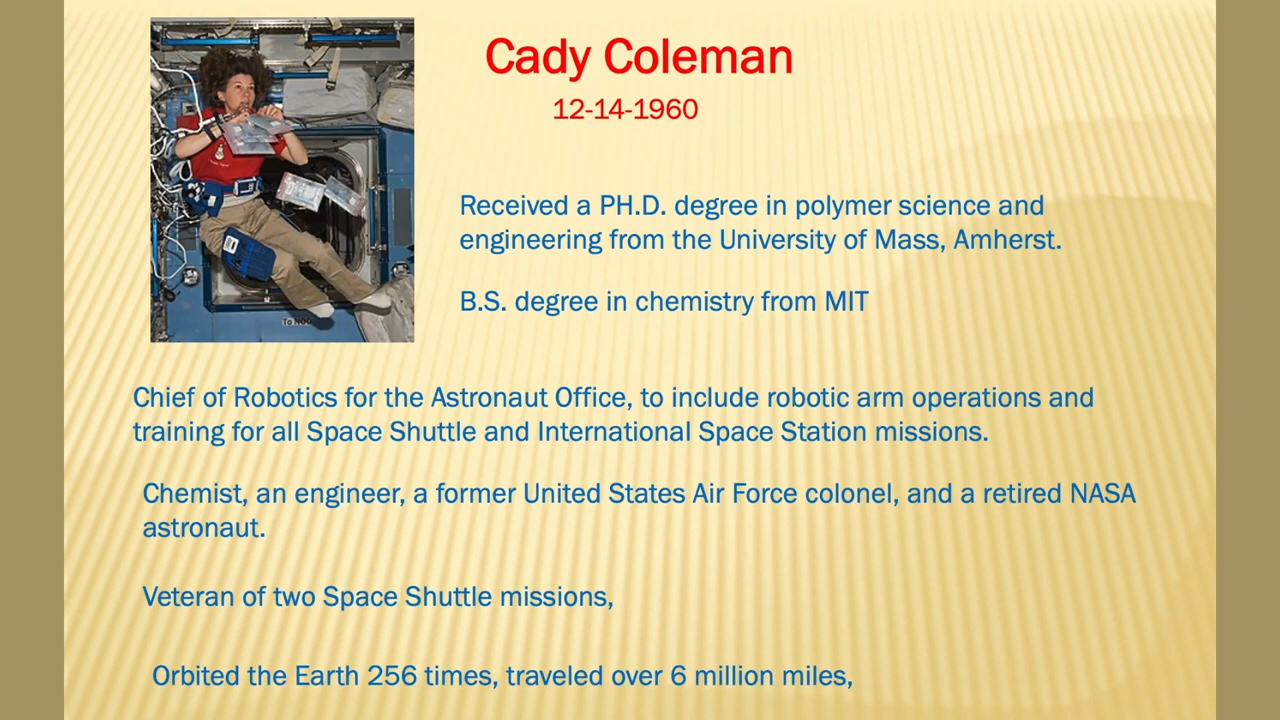 Cady Coleman
12-14-1960
Received a PH.D. degree in polymer science and
engineering from the University of Mass, Amherst.
B.S. degree in chemistry from MIT
Chief of Robotics for the Astronaut Office, to include robotic arm operations and
training for all Space Shuttle and International Space Station missions.
Chemist, an engineer, a former United States Air Force colonel, and a retired NASA
astronaut.
Veteran of two Space Shuttle missions,
Orbited the Earth 256 times, traveled over 6 million miles,